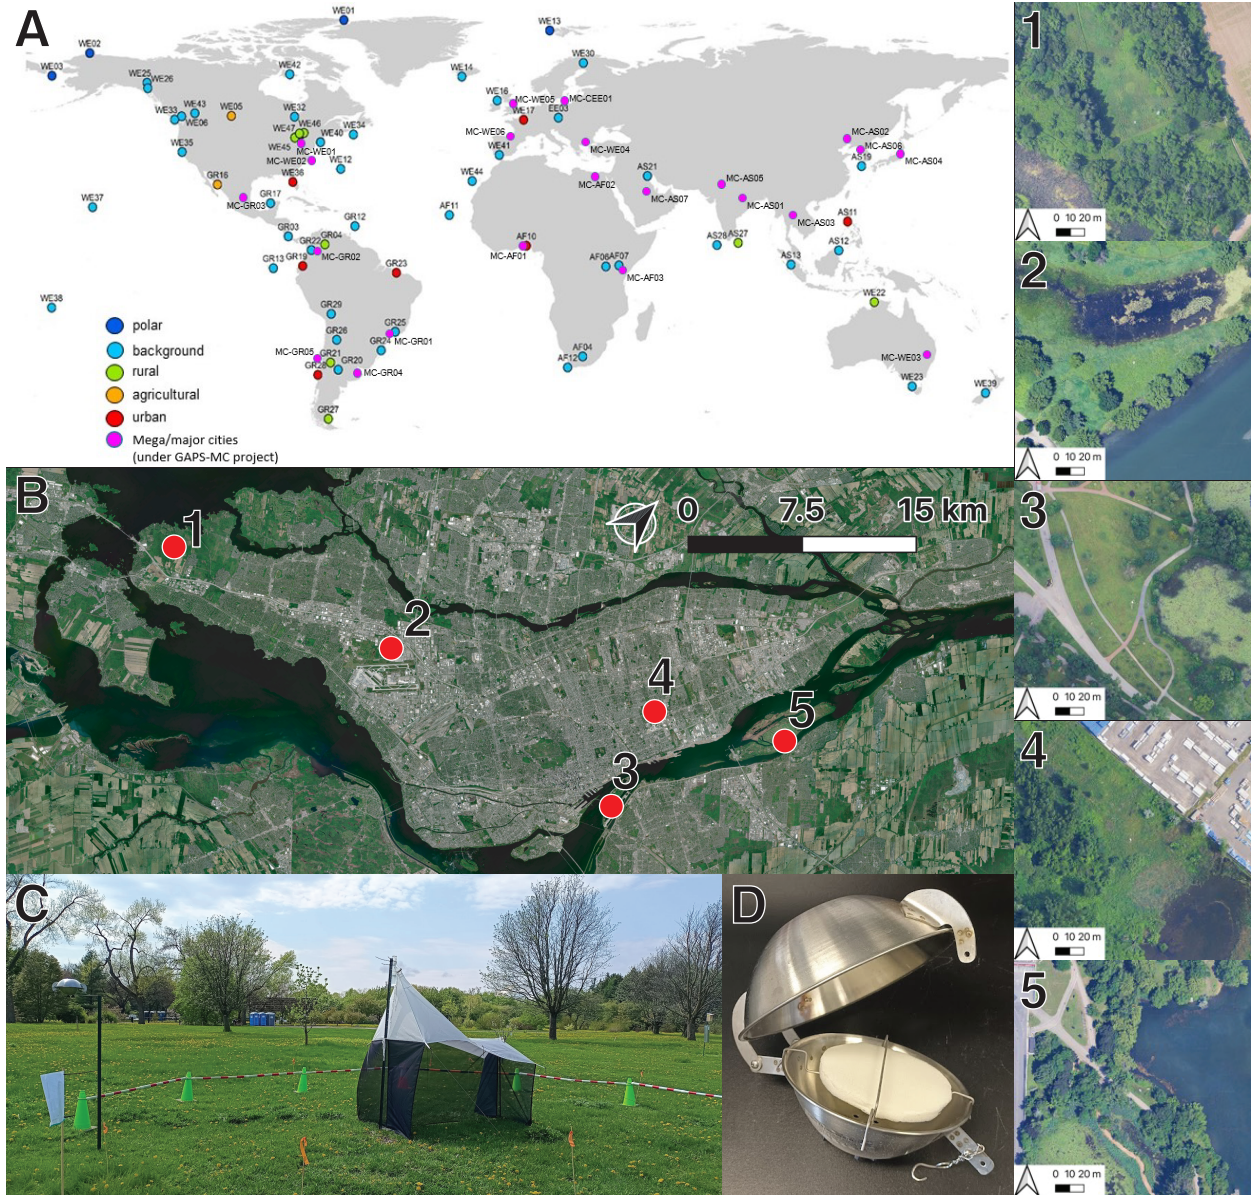 A
WE01
WE13
WE02
WE03
WE30
WE42
WE14
WE25
WE26
WE16
MC-WE05
MC-CEE01
WE33
WE43
WE06
WE05
WE32
WE17
EE03
WE47
WE46
WE34
WE45
WE40
MC-WE01
MC-WE06
MC-AS02
WE35
MC-WE02
WE12
WE41
MC-WE04
MC-AS06
AS19
MC-AS04
GR16
WE36
WE44
MC-AF02
AS21
MC-AS05
MC-AS07
WE37
MC-GR03
GR17
AF11
MC-AS01
MC-AS03
AS11
GR03
GR12
GR22
GR04
MC-GR02
AF10
MC-AF01
AS28
AS27
AS12
GR13
GR19
GR23
AF06
AF07
MC-AF03
AS13
WE38
GR29
WE22
GR26
GR25
MC-GR01
GR24
MC-GR05
GR21
GR28
GR20
MC-GR04
AF04
AF12
MC-WE03
WE23
WE39
GR27
polar
background
rural
agricultural
urban
Mega/major cities
(under GAPS-MC project)
B
1
2
3
4
5
0 7.5 15 km
C
D
1
0 10 20 m
2
0 10 20 m
3
0 10 20 m
4
0 10 20 m
5
0 10 20 m